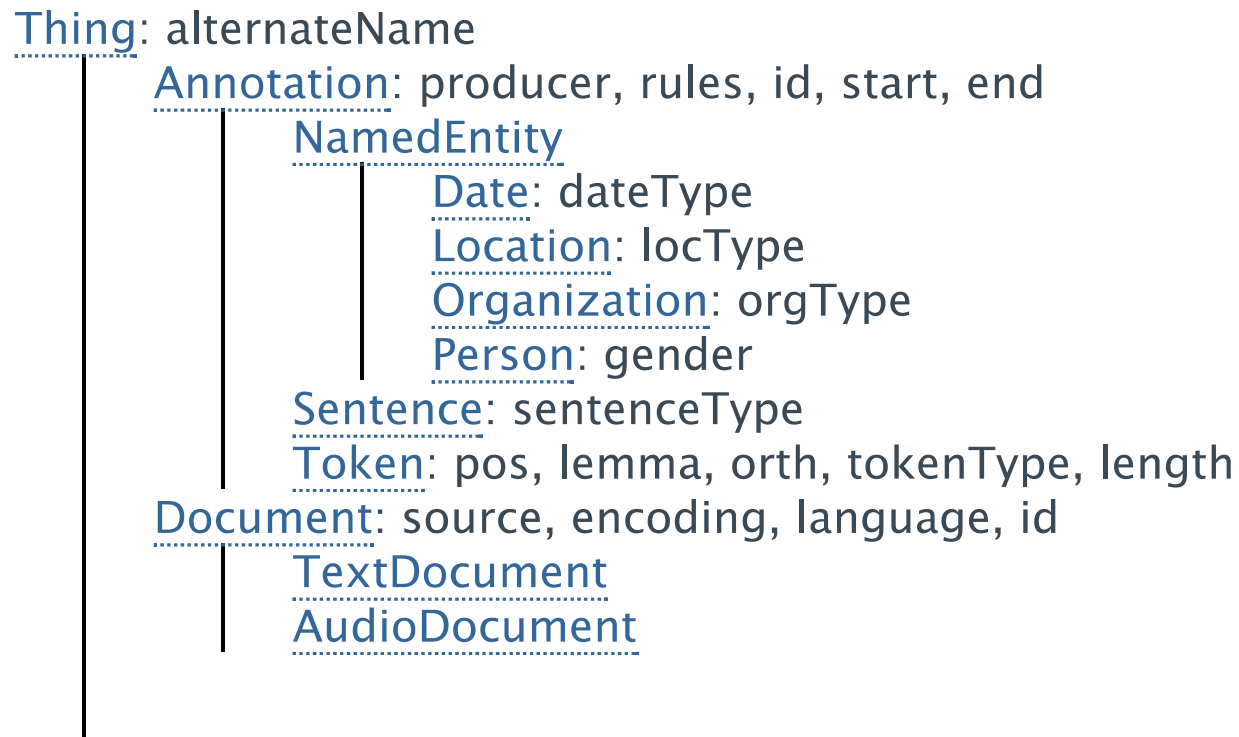 Thing: alternateName
Annotation: producer, rules, id, start, end
NamedEntity
Date: dateType
Location: locType
Organization: orgType
Person: gender
Sentence: sentenceType
Token: pos, lemma, orth, tokenType, length
Document: source, encoding, language, id
TextDocument
AudioDocument